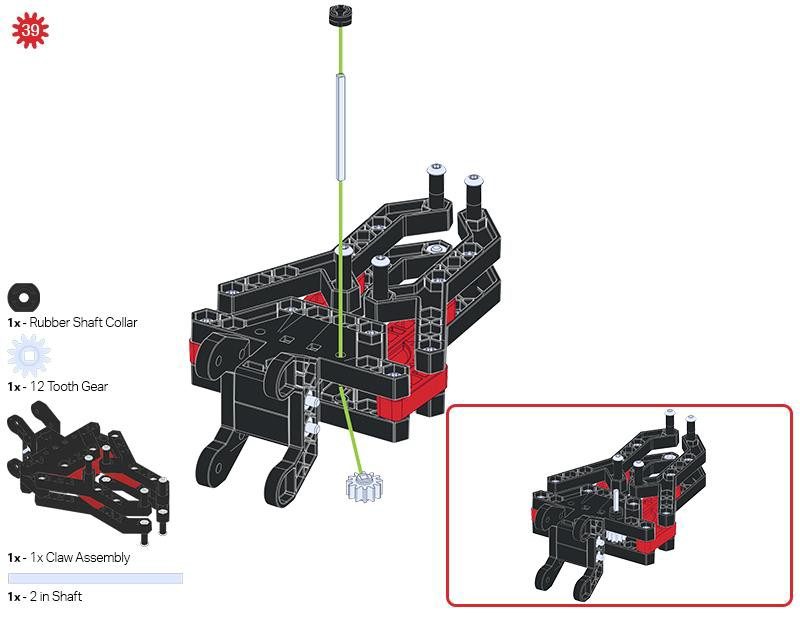 39
1x - Rubber Shaft Collar
1x - 12 Tooth Gear
1x - 1x Claw Assembly
1x - 2 in Shaft